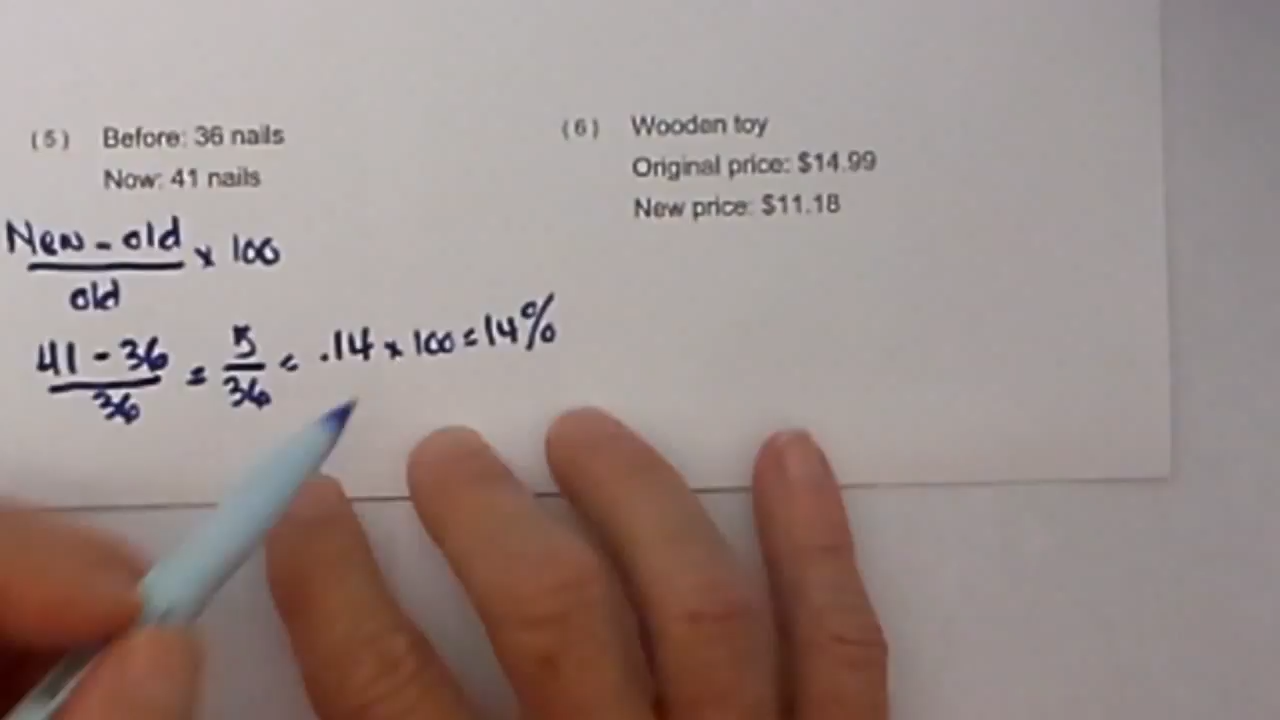 (5) Before: 36 nails
Now: 41 nails
New - old
———— × 100
old
41 - 36 = 5 = .14 × 100 = 14%
36 36
(6) Wooden toy
Original price: $14.99
New price: $11.18